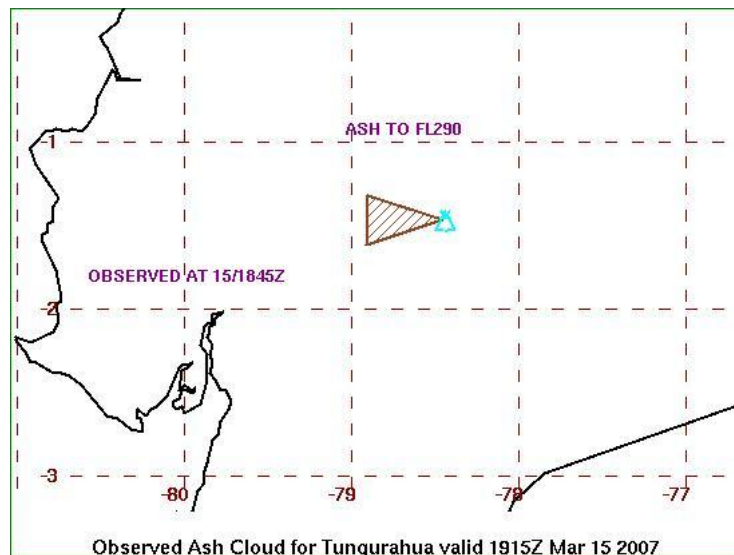 ASH TO FL290
-1
OBSERVED AT 15/1845Z
-2
-3
-80 -79 -78 -77
Observed Ash Cloud for Tungurahua valid 1915Z Mar 15 2007